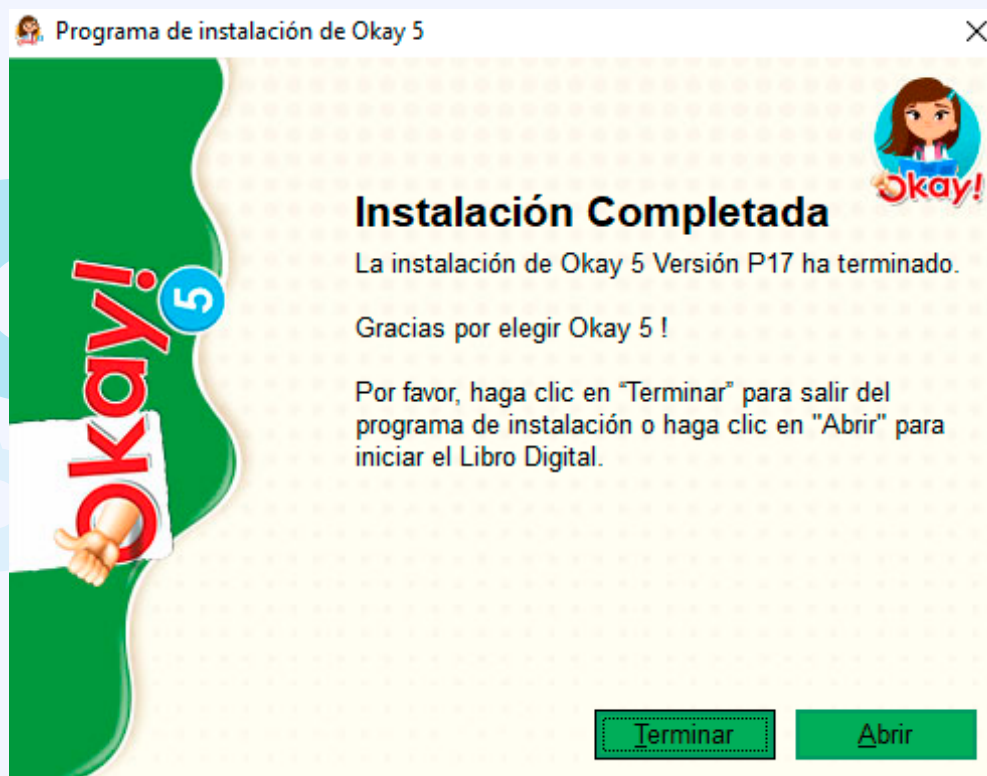 Programa de instalación de Okay 5
Okay!
Instalación Completada
La instalación de Okay 5 Versión P17 ha terminado.
Gracias por elegir Okay 5 !
Por favor, haga clic en “Terminar” para salir del
programa de instalación o haga clic en "Abrir" para
iniciar el Libro Digital.
Okay!
5
Terminar
Abrir